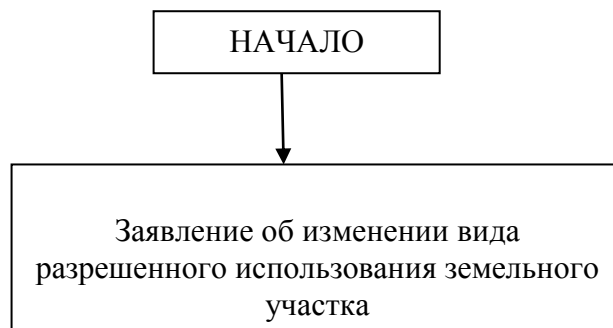 НАЧАЛО
Заявление об изменении вида
разрешенного использования земельного
участка